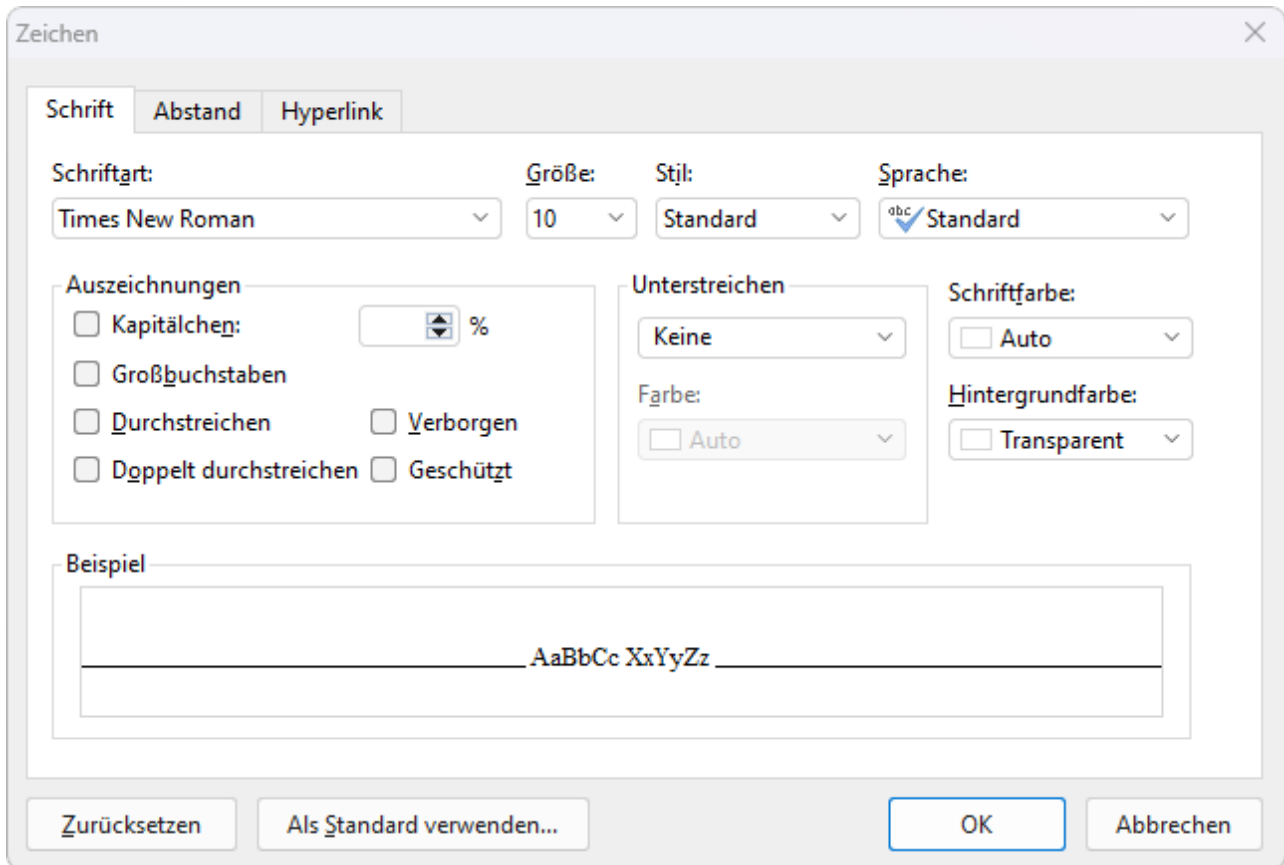 Zeichen
Schrift Abstand Hyperlink
Schriftart: Größe: Stil: Sprache:
Times New Roman 10 Standard abc Standard
Auszeichnungen Unterstreichen Schriftfarbe:
Kapitälchen: % Keine Auto
Großbuchstaben Farbe: Hintergrundfarbe:
Durchstreichen Verborgen Auto Transparent
Doppelt durchstreichen Geschützt
Beispiel
AaBbCc XxYyZz
Zurücksetzen Als Standard verwenden... OK Abbrechen